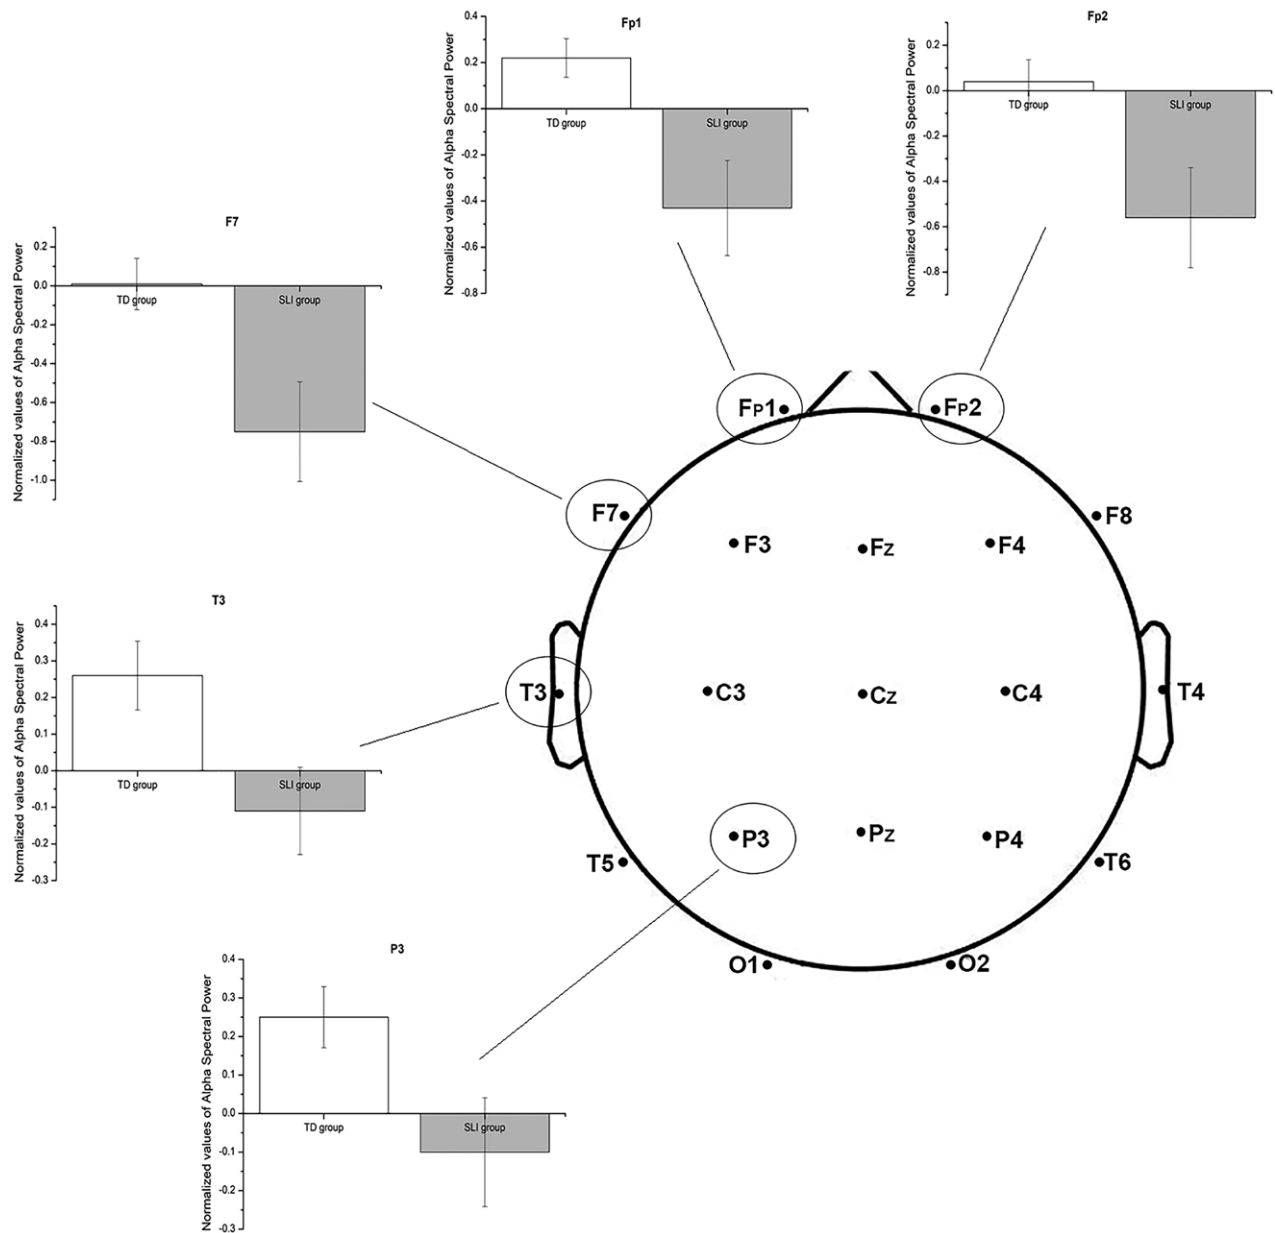 Fp1
Normalized values of Alpha Spectral Power
0.4
0.2
0.0
-0.2
-0.4
-0.6
-0.8
TD group
SLI group
Fp2
Normalized values of Alpha Spectral Power
0.2
0.0
-0.2
-0.4
-0.6
-0.8
TD group
SLI group
F7
Normalized values of Alpha Spectral Power
0.2
0.0
-0.2
-0.4
-0.6
-0.8
-1.0
TD group
SLI group
T3
Normalized values of Alpha Spectral Power
0.4
0.3
0.2
0.1
0.0
-0.1
-0.2
-0.3
TD group
SLI group
P3
Normalized values of Alpha Spectral Power
0.4
0.3
0.2
0.1
0.0
-0.1
-0.2
-0.3
TD group
SLI group
FP1 FP2
F7 F8
F3 FZ F4
T3 C3 CZ C4 T4
P3 PZ P4
T5 T6
O1 O2